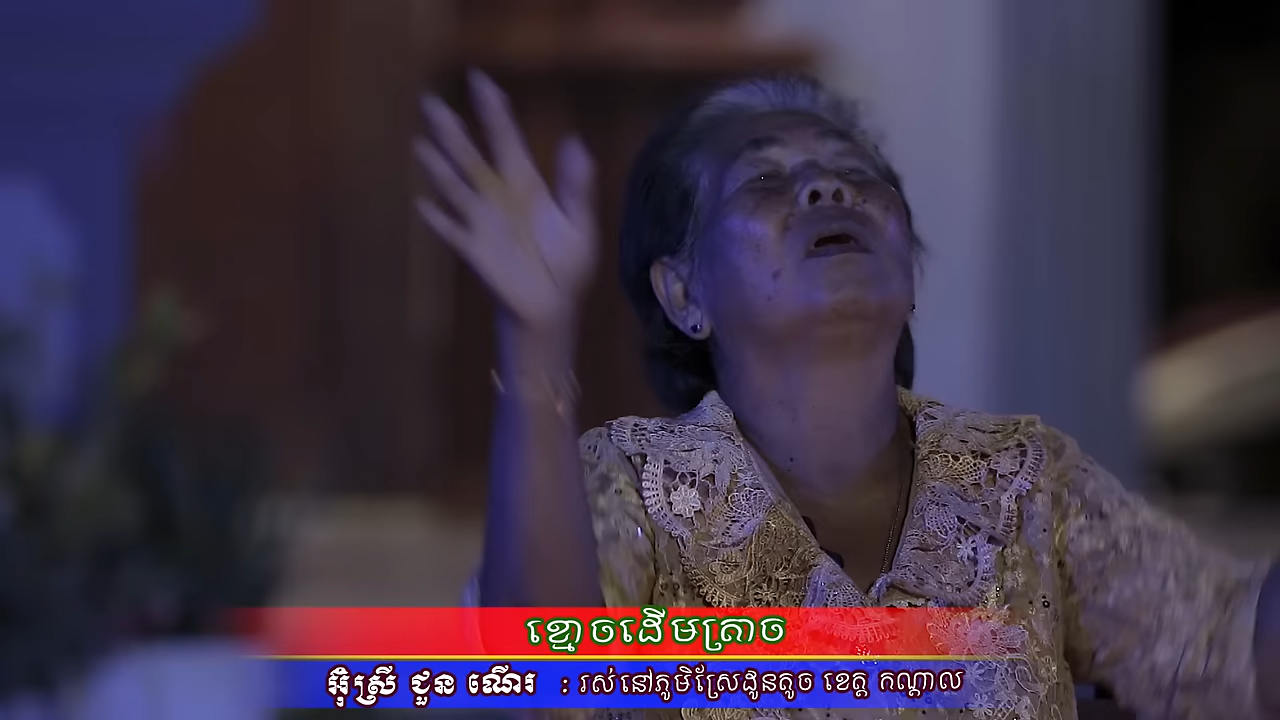 ខ្មោចដើមត្រាច
អ៊ុំស្រី ជួន ណើរ : រស់នៅភូមិស្រែដូនតូច ខេត្ត កណ្តាល